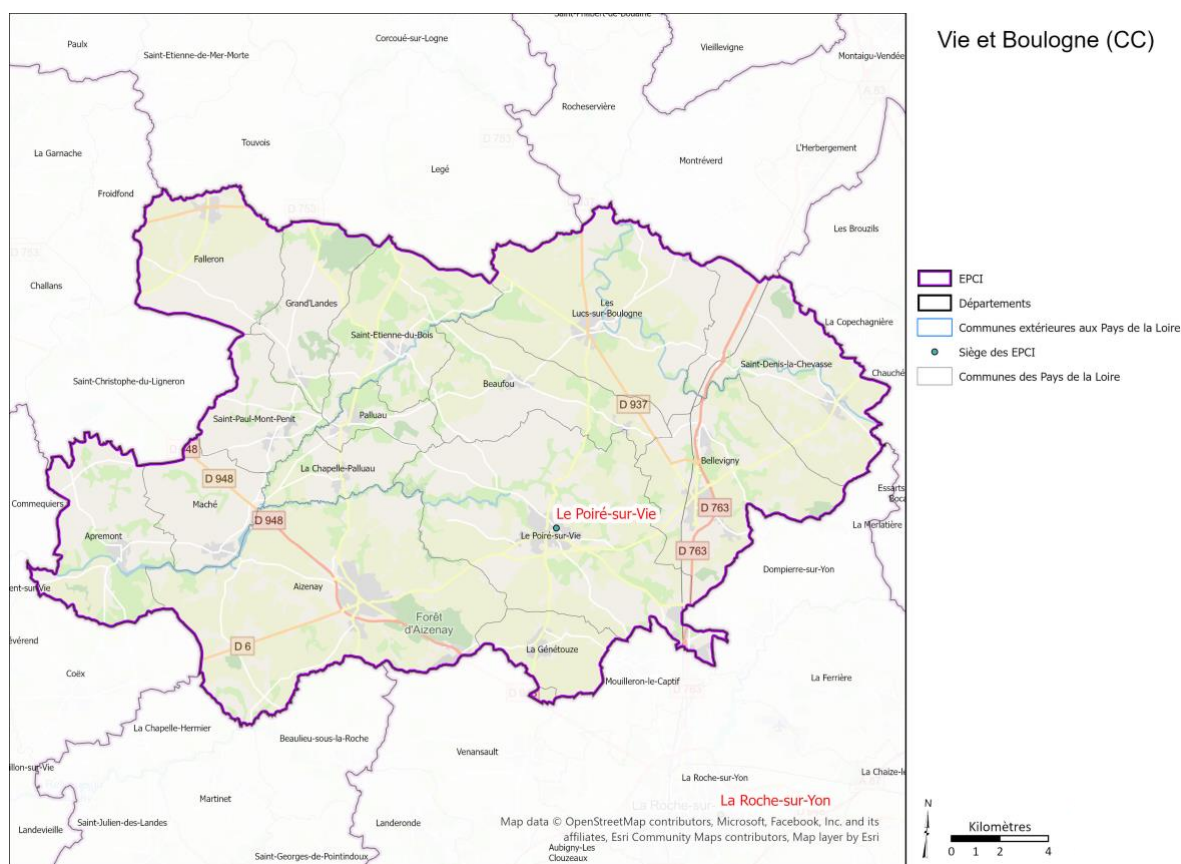 Vie et Boulogne (CC)
Paulx
Saint-Etienne-de-Mer-Morte
Corcoué-sur-Logne
Saint-Philbert-de-Bouaine
Vieillevigne
Montaigu-Vendée
Rocheservière
Touvois
La Garnache
Legé
Montréverd
L'Herbergement
Froidfond
Les Brouzils
Falleron
Challans
Grand'Landes
Les
Lucs-sur-Boulogne
La Copechagnière
Saint-Etienne-du-Bois
Saint-Denis-la-Chevasse
Chauché
Saint-Christophe-du-Ligneron
Beaufou
D 937
Saint-Paul-Mont-Penit
Palluau
Bellevigny
La Chapelle-Palluau
D 948
Commequiers
Maché
D 948
Le Poiré-sur-Vie
D 763
Essarts
La Merlatière
Apremont
Le Poiré-sur-Vie
D 763
Dompierre-sur-Yon
Aizenay
Forêt
d'Aizenay
D 6
La Génétouze
Coëx
Mouilleron-le-Captif
La Ferrière
La Chapelle-Hermier
Beaulieu-sous-la-Roche
Venansault
La Roche-sur-Yon
Martinet
La Roche-sur-Yon
Landevieille
Saint-Julien-des-Landes
Landeronde
Saint-Georges-de-Pointindoux
Aubigny-Les
Clouzeaux
Map data © OpenStreetMap contributors, Microsoft, Facebook, Inc. and its
affiliates, Esri Community Maps contributors, Map layer by Esri
EPCI
Départements
Communes extérieures aux Pays de la Loire
Siège des EPCI
Communes des Pays de la Loire
N
Kilomètres
0 1 2 4